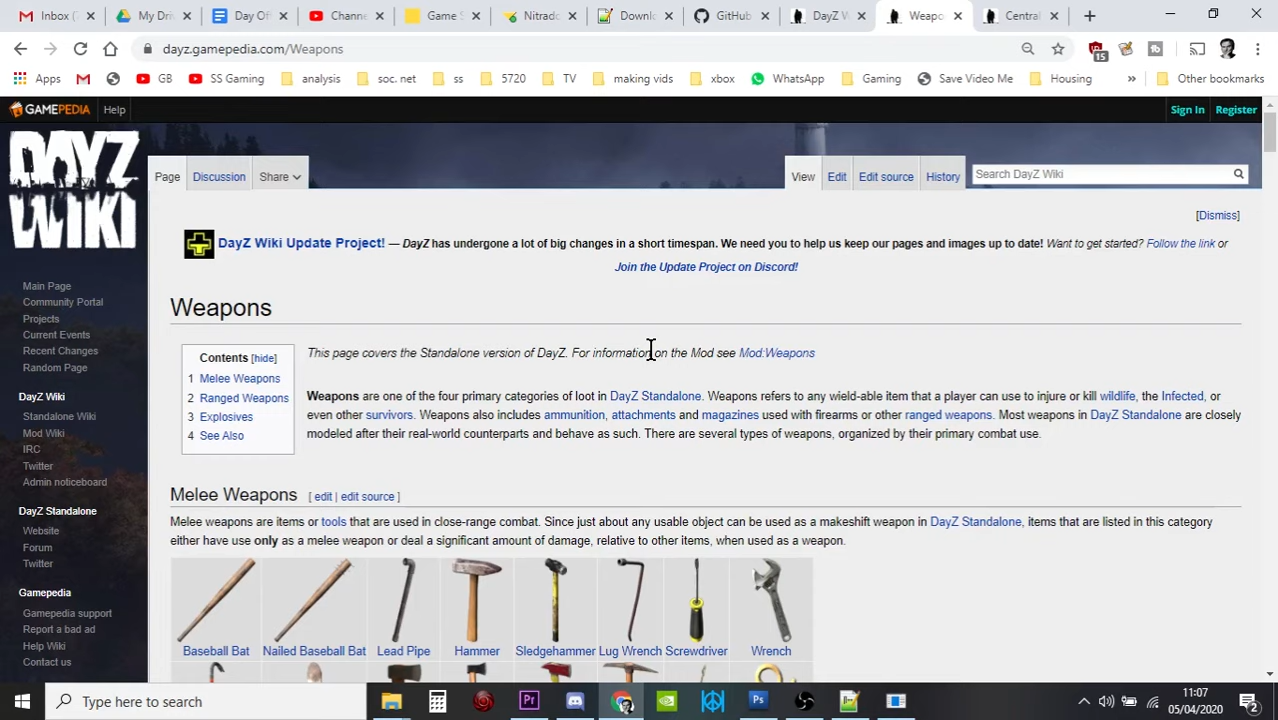 Inbox (
My Driv
Day Off
Channe
Game S
Nitrado
Downlo
GitHub
DayZ W
Weapo
Central
dayz.gamepedia.com/Weapons
15
Apps
GB
SS Gaming
analysis
soc. net
ss
5720
TV
making vids
xbox
WhatsApp
Gaming
Save Video Me
Housing
»
Other bookmarks
GAMEPEDIA
Help
Sign In
Register
DAYZ
WIKI
Page
Discussion
Share
View
Edit
Edit source
History
Search DayZ Wiki
[Dismiss]
DayZ Wiki Update Project! — DayZ has undergone a lot of big changes in a short timespan. We need you to help us keep our pages and images up to date! Want to get started? Follow the link or
Join the Update Project on Discord!
Main Page
Community Portal
Projects
Current Events
Recent Changes
Random Page
DayZ Wiki
Standalone Wiki
Mod Wiki
IRC
Twitter
Admin noticeboard
DayZ Standalone
Website
Forum
Twitter
Gamepedia
Gamepedia support
Report a bad ad
Help Wiki
Contact us
Weapons
Contents [hide]
1 Melee Weapons
2 Ranged Weapons
3 Explosives
4 See Also
This page covers the Standalone version of DayZ. For information on the Mod see Mod:Weapons
Weapons are one of the four primary categories of loot in DayZ Standalone. Weapons refers to any wield-able item that a player can use to injure or kill wildlife, the Infected, or
even other survivors. Weapons also includes ammunition, attachments and magazines used with firearms or other ranged weapons. Most weapons in DayZ Standalone are closely
modeled after their real-world counterparts and behave as such. There are several types of weapons, organized by their primary combat use.
Melee Weapons [ edit | edit source ]
Melee weapons are items or tools that are used in close-range combat. Since just about any usable object can be used as a makeshift weapon in DayZ Standalone, items that are listed in this category
either have use only as a melee weapon or deal a significant amount of damage, relative to other items, when used as a weapon.
Baseball Bat
Nailed Baseball Bat
Lead Pipe
Hammer
Sledgehammer
Lug Wrench
Screwdriver
Wrench
Type here to search
Pr
Ps
11:07
05/04/2020
2